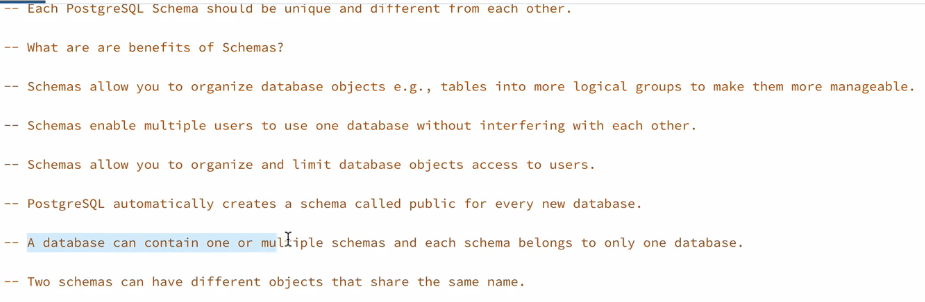 -- Each PostgreSQL Schema should be unique and different from each other.
-- What are are benefits of Schemas?
-- Schemas allow you to organize database objects e.g., tables into more logical groups to make them more manageable.
-- Schemas enable multiple users to use one database without interfering with each other.
-- Schemas allow you to organize and limit database objects access to users.
-- PostgreSQL automatically creates a schema called public for every new database.
-- A database can contain one or multiple schemas and each schema belongs to only one database.
-- Two schemas can have different objects that share the same name.